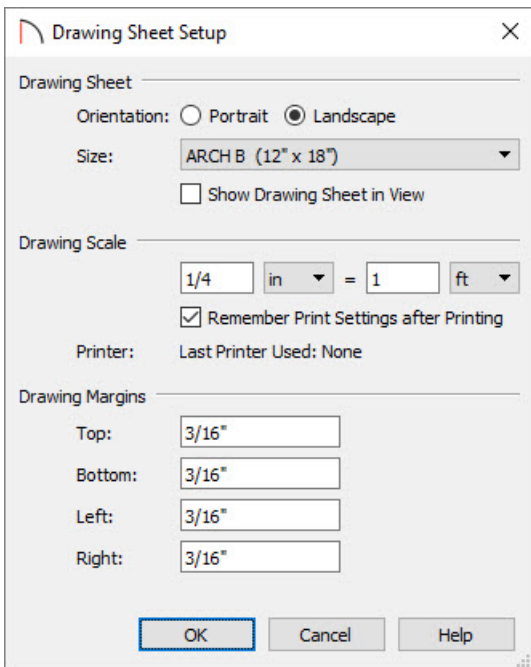 Drawing Sheet Setup
Drawing Sheet
Orientation: Portrait Landscape
Size: ARCH B (12" x 18")
Show Drawing Sheet in View
Drawing Scale
1/4 in = 1 ft
Remember Print Settings after Printing
Printer: Last Printer Used: None
Drawing Margins
Top: 3/16"
Bottom: 3/16"
Left: 3/16"
Right: 3/16"
OK Cancel Help